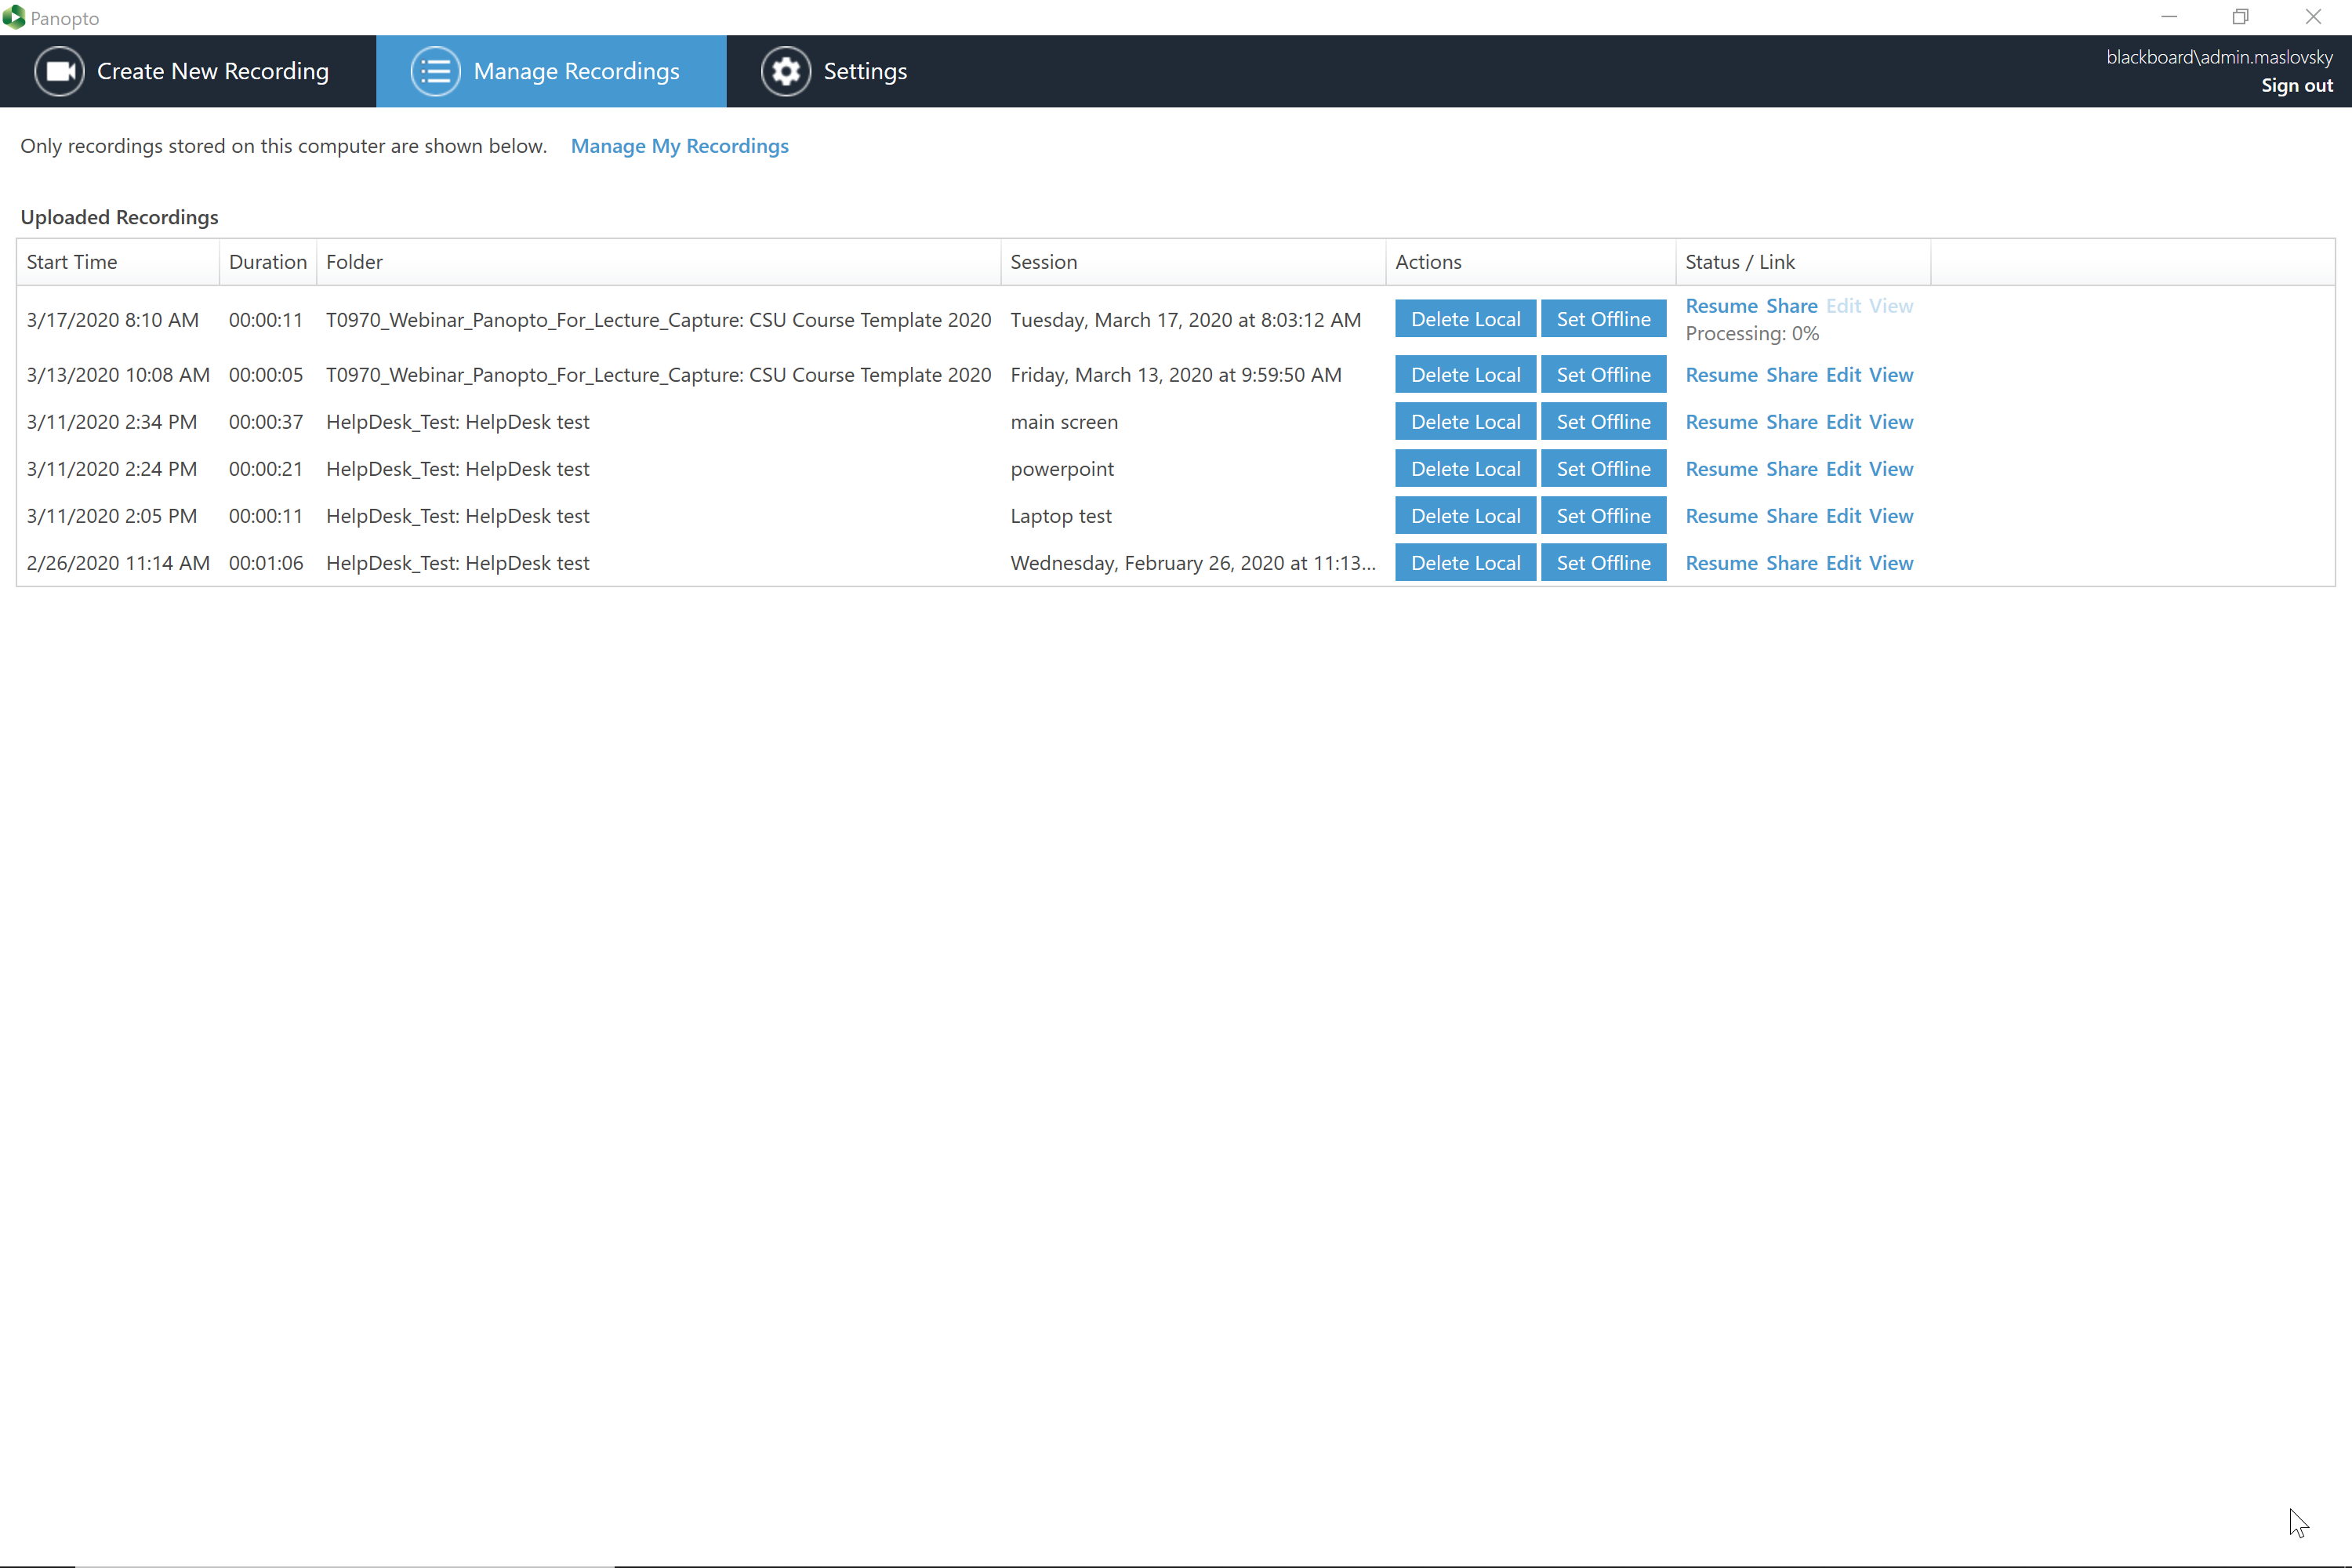 Panopto
Create New Recording
Manage Recordings
Settings
blackboard\admin.maslovsky
Sign out
Only recordings stored on this computer are shown below. Manage My Recordings
Uploaded Recordings
Start Time Duration Folder Session Actions Status / Link
3/17/2020 8:10 AM 00:00:11 T0970_Webinar_Panopto_For_Lecture_Capture: CSU Course Template 2020 Tuesday, March 17, 2020 at 8:03:12 AM Delete Local Set Offline Resume Share Edit View
Processing: 0%
3/13/2020 10:08 AM 00:00:05 T0970_Webinar_Panopto_For_Lecture_Capture: CSU Course Template 2020 Friday, March 13, 2020 at 9:59:50 AM Delete Local Set Offline Resume Share Edit View
3/11/2020 2:34 PM 00:00:37 HelpDesk_Test: HelpDesk test main screen Delete Local Set Offline Resume Share Edit View
3/11/2020 2:24 PM 00:00:21 HelpDesk_Test: HelpDesk test powerpoint Delete Local Set Offline Resume Share Edit View
3/11/2020 2:05 PM 00:00:11 HelpDesk_Test: HelpDesk test Laptop test Delete Local Set Offline Resume Share Edit View
2/26/2020 11:14 AM 00:01:06 HelpDesk_Test: HelpDesk test Wednesday, February 26, 2020 at 11:13... Delete Local Set Offline Resume Share Edit View